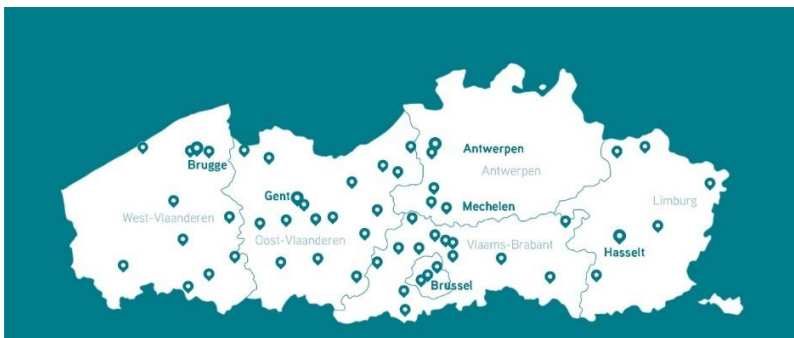 Antwerpen
Brugge
Antwerpen
Gent
Mechelen
Limburg
West-Vlaanderen
Oost-Vlaanderen
Vlaams-Brabant
Hasselt
Brussel